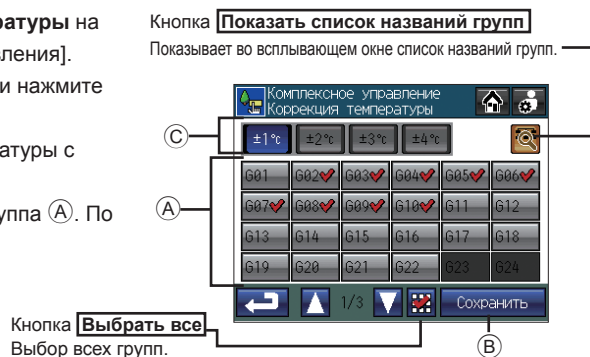 ратуры на
ления].
и нажмите
атуры с
уппа Ⓐ. По
Кнопка Показать список названий групп
Показывает во всплывающем окне список названий групп.
Комплексное управление
Коррекция температуры
Ⓒ
±1℃ ±2℃ ±3℃ ±4℃
Ⓐ
G01 G02 G03 G04 G05 G06
G07 G08 G09 G10 G11 G12
G13 G14 G15 G16 G17 G18
G19 G20 G21 G22 G23 G24
1/3 Сохранить
Кнопка Выбрать все
Выбор всех групп.
Ⓑ